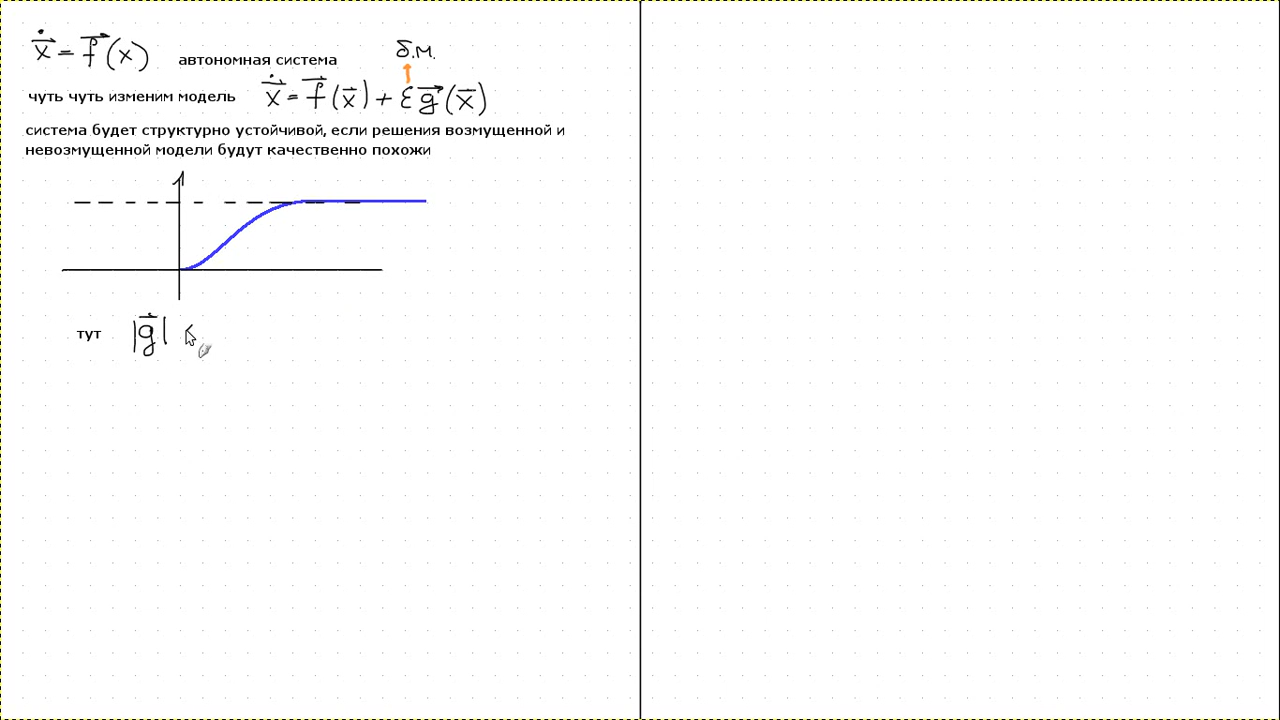 ẋ⃗ = f⃗(x) автономная система
б.м.
чуть чуть изменим модель ẋ⃗ = f⃗(x⃗) + εg⃗(x⃗)
система будет структурно устойчивой, если решения возмущенной и
невозмущенной модели будут качественно похожи
тут |g⃗|